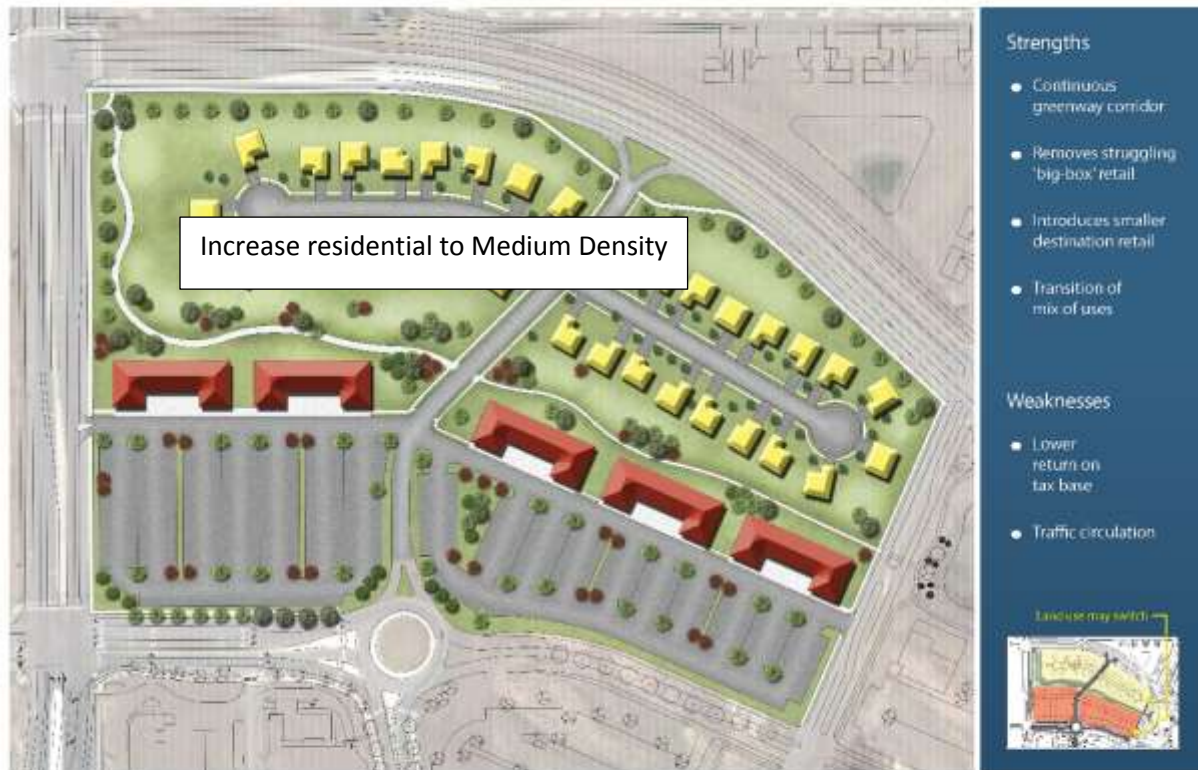 Increase residential to Medium Density
Strengths
Continuous
greenway corridor
Removes struggling
'big-box' retail
Introduces smaller
destination retail
Transition of
mix of uses
Weaknesses
Lower
return on
tax base
Traffic circulation
Land use may switch